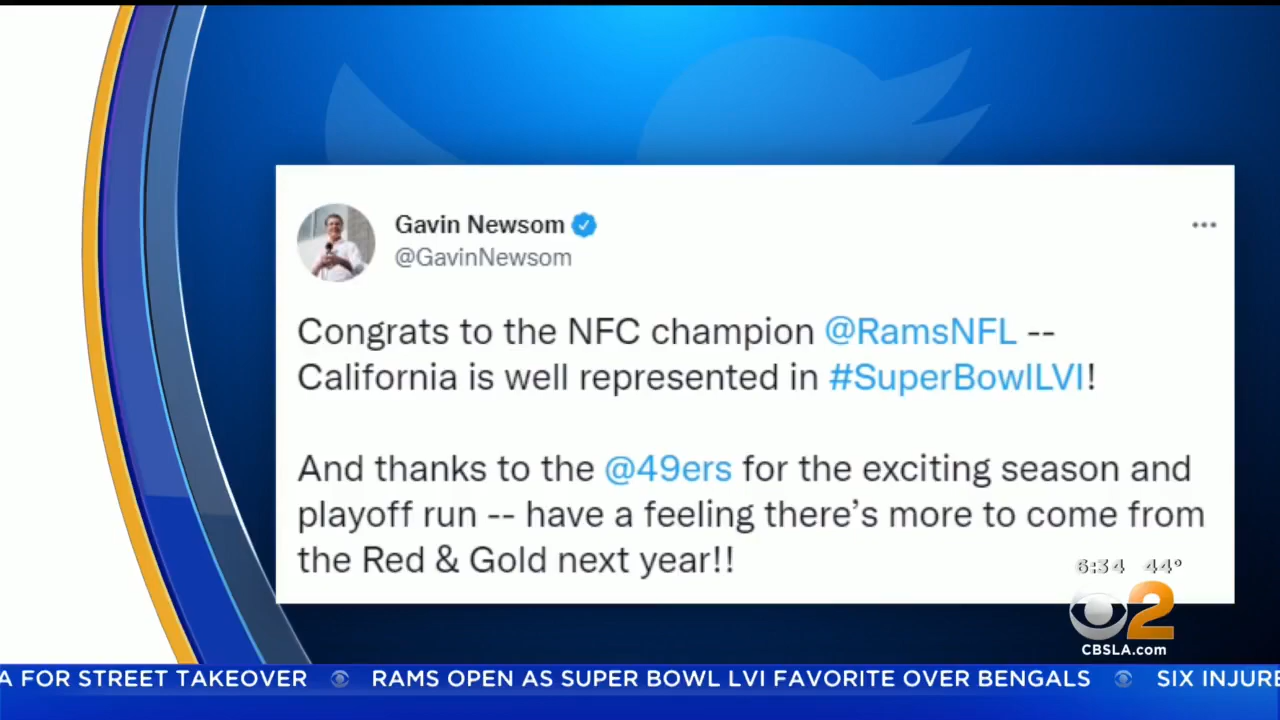 Gavin Newsom
@GavinNewsom
Congrats to the NFC champion @RamsNFL --
California is well represented in #SuperBowlLVI!
And thanks to the @49ers for the exciting season and
playoff run -- have a feeling there’s more to come from
the Red & Gold next year!!
6:34 44°
2
CBSLA.com
A FOR STREET TAKEOVER RAMS OPEN AS SUPER BOWL LVI FAVORITE OVER BENGALS SIX INJURE